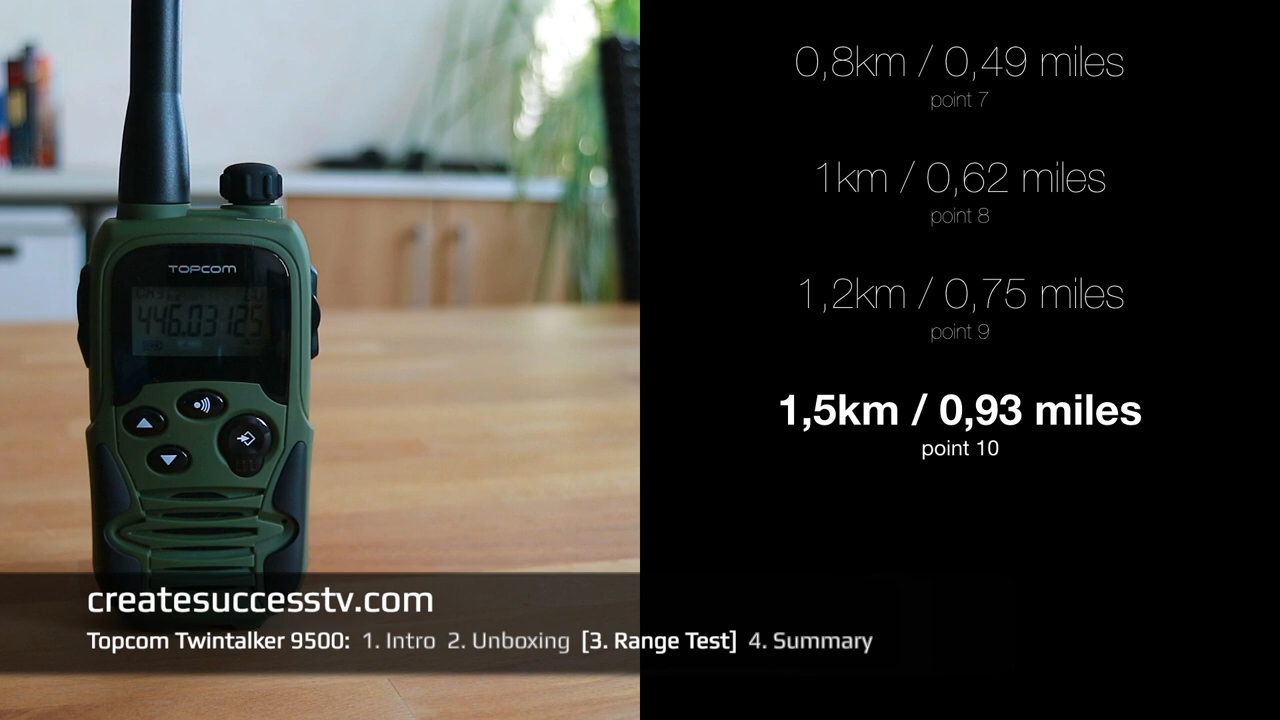 TOPCOM
446.03125
0,8km / 0,49 miles
point 7
1km / 0,62 miles
point 8
1,2km / 0,75 miles
point 9
1,5km / 0,93 miles
point 10
createsuccesstv.com
Topcom Twintalker 9500: 1. Intro 2. Unboxing [3. Range Test] 4. Summary